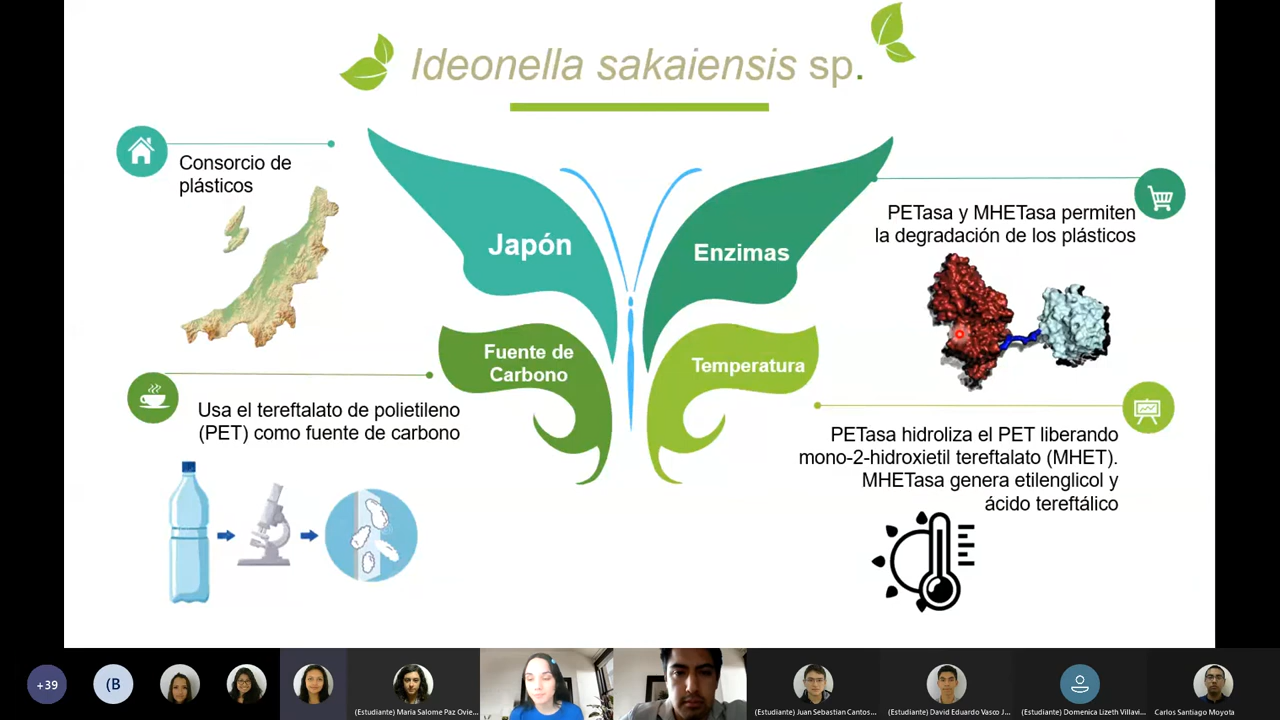 Ideonella sakaiensis sp.
Consorcio de
plásticos
Japón
Enzimas
PETasa y MHETasa permiten
la degradación de los plásticos
Fuente de
Carbono
Temperatura
Usa el tereftalato de polietileno
(PET) como fuente de carbono
PETasa hidroliza el PET liberando
mono-2-hidroxietil tereftalato (MHET).
MHETasa genera etilenglicol y
ácido tereftálico
+39
(B
(Estudiante) Maria Salome Paz Ovie...
(Estudiante) Juan Sebastian Cantos...
(Estudiante) David Eduardo Vasco J...
(Estudiante) Domenica Lizeth Villavi...
Carlos Santiago Moyota